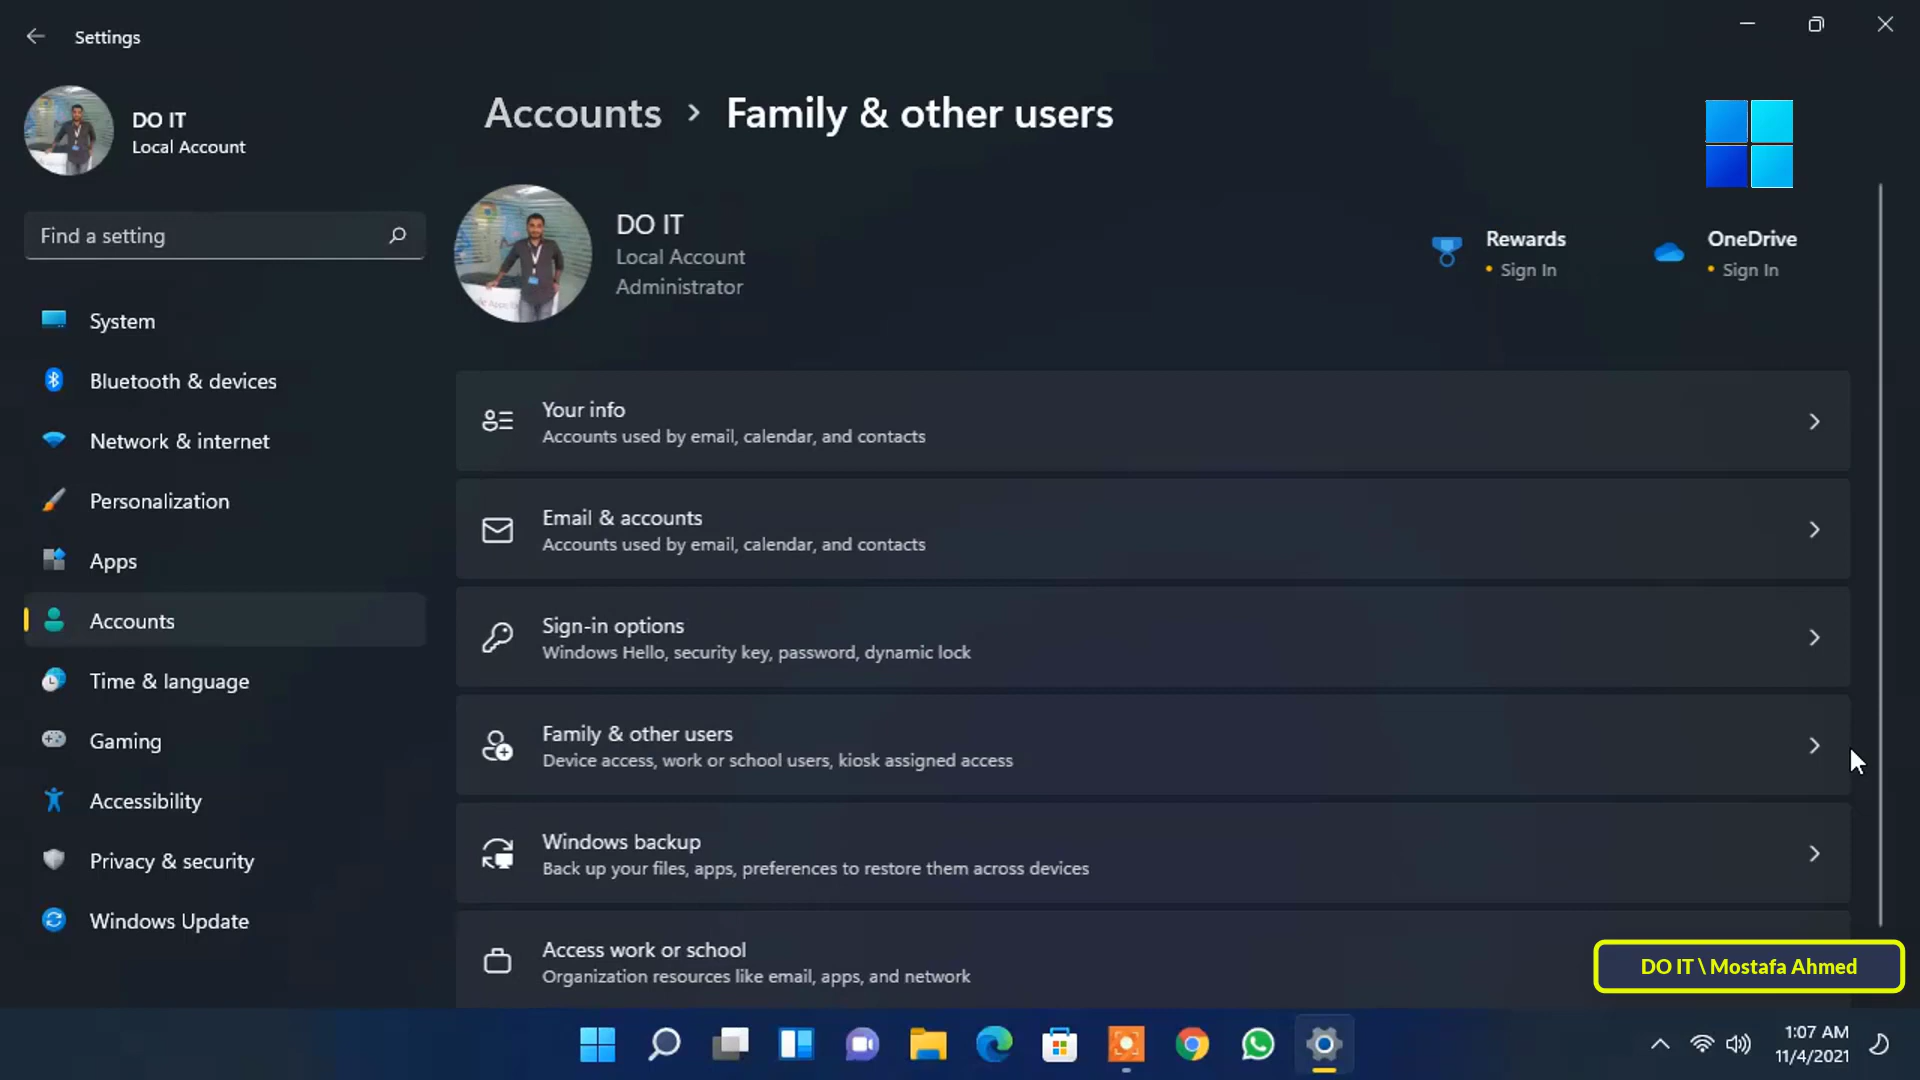 Settings
DO IT
Local Account
Find a setting
System
Bluetooth & devices
Network & internet
Personalization
Apps
Accounts
Time & language
Gaming
Accessibility
Privacy & security
Windows Update
Accounts > Family & other users
DO IT
Local Account
Administrator
Rewards
• Sign In
OneDrive
• Sign In
Your info
Accounts used by email, calendar, and contacts
Email & accounts
Accounts used by email, calendar, and contacts
Sign-in options
Windows Hello, security key, password, dynamic lock
Family & other users
Device access, work or school users, kiosk assigned access
Windows backup
Back up your files, apps, preferences to restore them across devices
Access work or school
Organization resources like email, apps, and network
DO IT \ Mostafa Ahmed
1:07 AM
11/4/2021